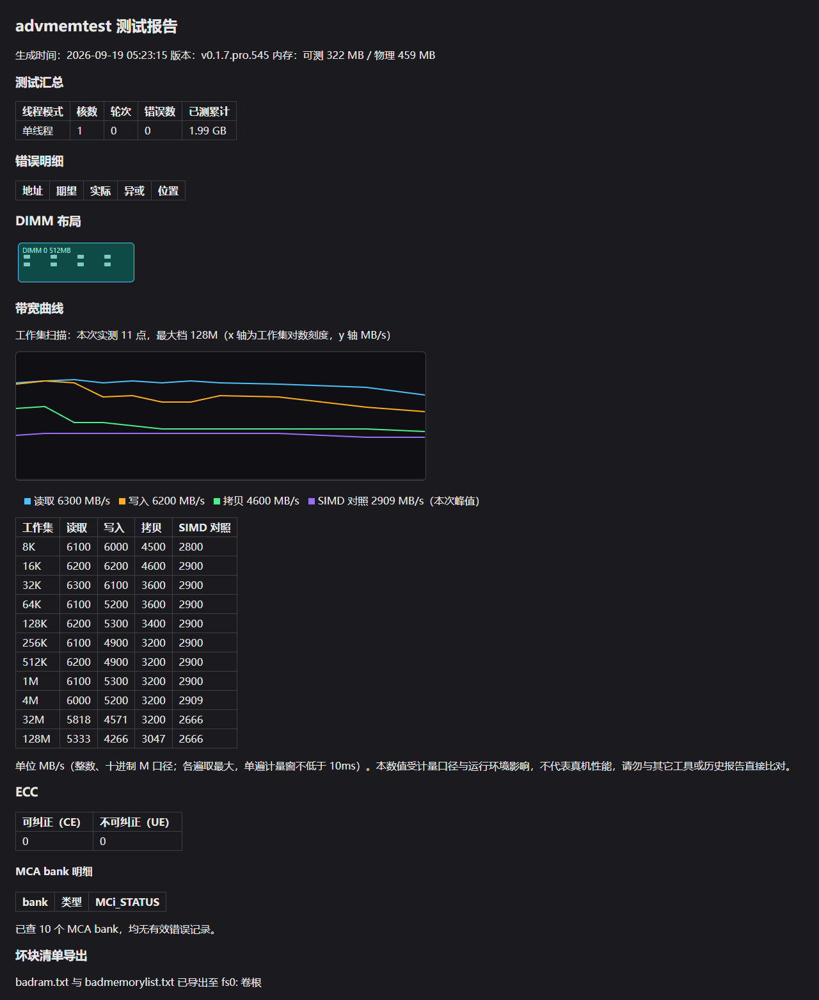 advmemtest 测试报告
生成时间：2026-09-19 05:23:15 版本：v0.1.7.pro.545 内存：可测 322 MB / 物理 459 MB
测试汇总
线程模式 核数 轮次 错误数 已测累计
单线程 1 0 0 1.99 GB
错误明细
地址 期望 实际 异或 位置
DIMM 布局
DIMM 0 512MB
带宽曲线
工作集扫描：本次实测 11 点，最大档 128M（x 轴为工作集对数刻度，y 轴 MB/s）
读取 6300 MB/s 写入 6200 MB/s 拷贝 4600 MB/s SIMD 对照 2909 MB/s（本次峰值）
工作集 读取 写入 拷贝 SIMD 对照
8K 6100 6000 4500 2800
16K 6200 6200 4600 2900
32K 6300 6100 3600 2900
64K 6100 5200 3600 2900
128K 6200 5300 3400 2900
256K 6100 4900 3200 2900
512K 6200 4900 3200 2900
1M 6100 5300 3200 2900
4M 6000 5200 3200 2909
32M 5818 4571 3200 2666
128M 5333 4266 3047 2666
单位 MB/s（整数、十进制 M 口径；各遍取最大，单遍计量窗不低于 10ms）。本数值受计量口径与运行环境影响，不代表真机性能，请勿与其它工具或历史报告直接比对。
ECC
可纠正（CE） 不可纠正（UE）
0 0
MCA bank 明细
bank 类型 MCi_STATUS
已查 10 个 MCA bank，均无有效错误记录。
坏块清单导出
badram.txt 与 badmemorylist.txt 已导出至 fs0: 卷根